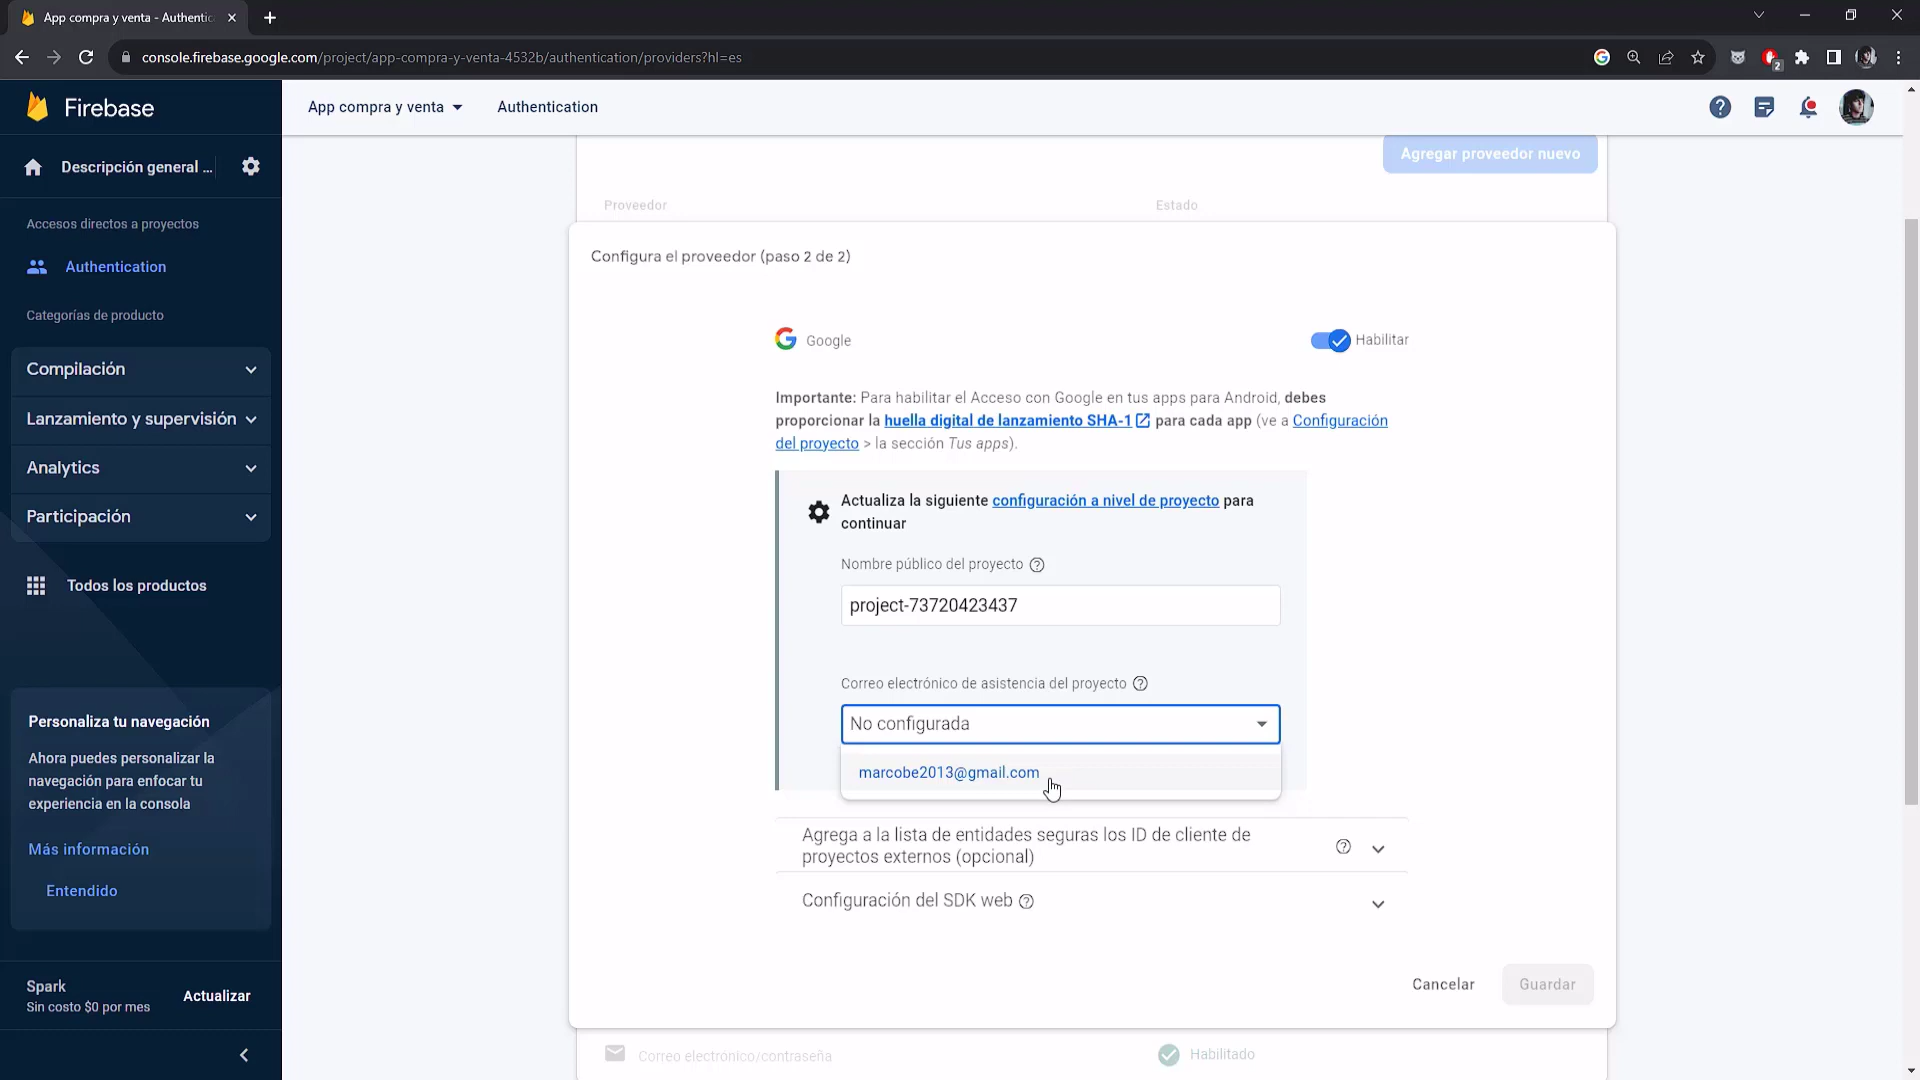 App compra y venta - Authentic
console.firebase.google.com/project/app-compra-y-venta-4532b/authentication/providers?hl=es
2
Firebase
App compra y venta
Authentication
Descripción general ...
Accesos directos a proyectos
Authentication
Categorías de producto
Compilación
Lanzamiento y supervisión
Analytics
Participación
Todos los productos
Personaliza tu navegación
Ahora puedes personalizar la
navegación para enfocar tu
experiencia en la consola
Más información
Entendido
Spark
Sin costo $0 por mes
Actualizar
Agregar proveedor nuevo
Proveedor
Estado
Configura el proveedor (paso 2 de 2)
Google
Habilitar
Importante: Para habilitar el Acceso con Google en tus apps para Android, debes
proporcionar la huella digital de lanzamiento SHA-1 para cada app (ve a Configuración
del proyecto > la sección Tus apps).
Actualiza la siguiente configuración a nivel de proyecto para
continuar
Nombre público del proyecto
project-73720423437
Correo electrónico de asistencia del proyecto
No configurada
marcobe2013@gmail.com
Agrega a la lista de entidades seguras los ID de cliente de
proyectos externos (opcional)
Configuración del SDK web
Cancelar
Guardar
Correo electrónico/contraseña
Habilitado